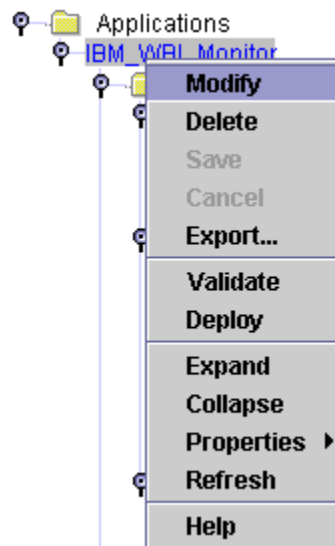 Applications
IBM_WBI_Monitor
Modify
Delete
Save
Cancel
Export...
Validate
Deploy
Expand
Collapse
Properties
Refresh
Help